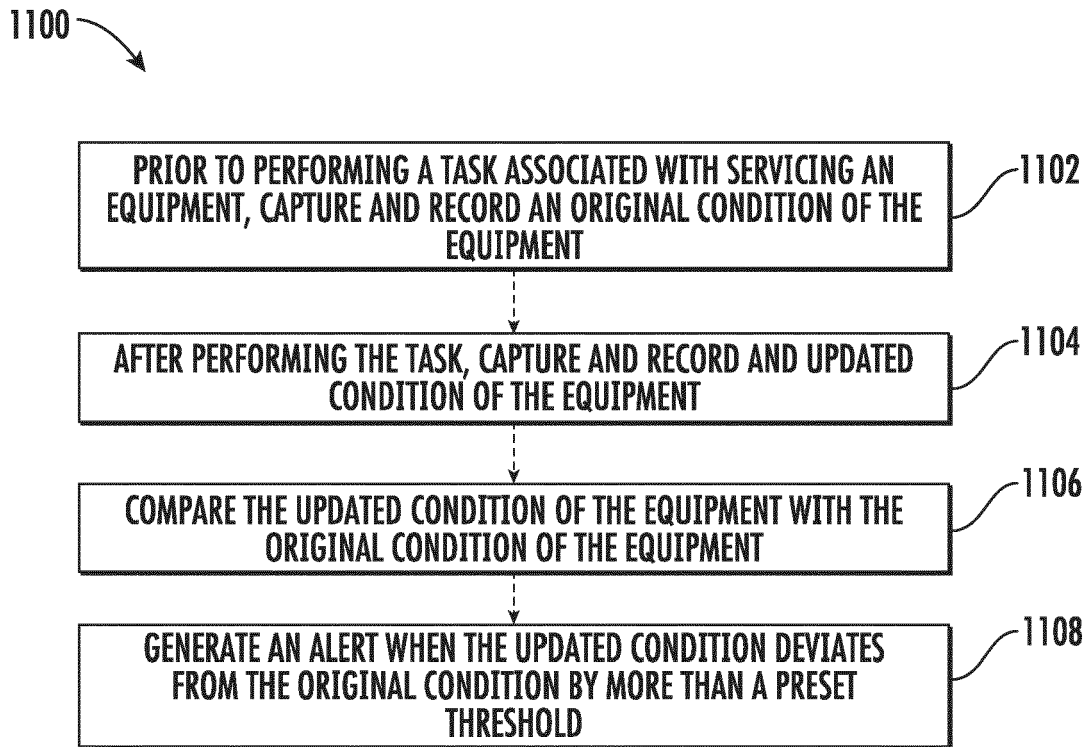 1100
PRIOR TO PERFORMING A TASK ASSOCIATED WITH SERVICING AN
EQUIPMENT, CAPTURE AND RECORD AN ORIGINAL CONDITION OF THE
EQUIPMENT
1102
AFTER PERFORMING THE TASK, CAPTURE AND RECORD AND UPDATED
CONDITION OF THE EQUIPMENT
1104
COMPARE THE UPDATED CONDITION OF THE EQUIPMENT WITH THE
ORIGINAL CONDITION OF THE EQUIPMENT
1106
GENERATE AN ALERT WHEN THE UPDATED CONDITION DEVIATES
FROM THE ORIGINAL CONDITION BY MORE THAN A PRESET
THRESHOLD
1108